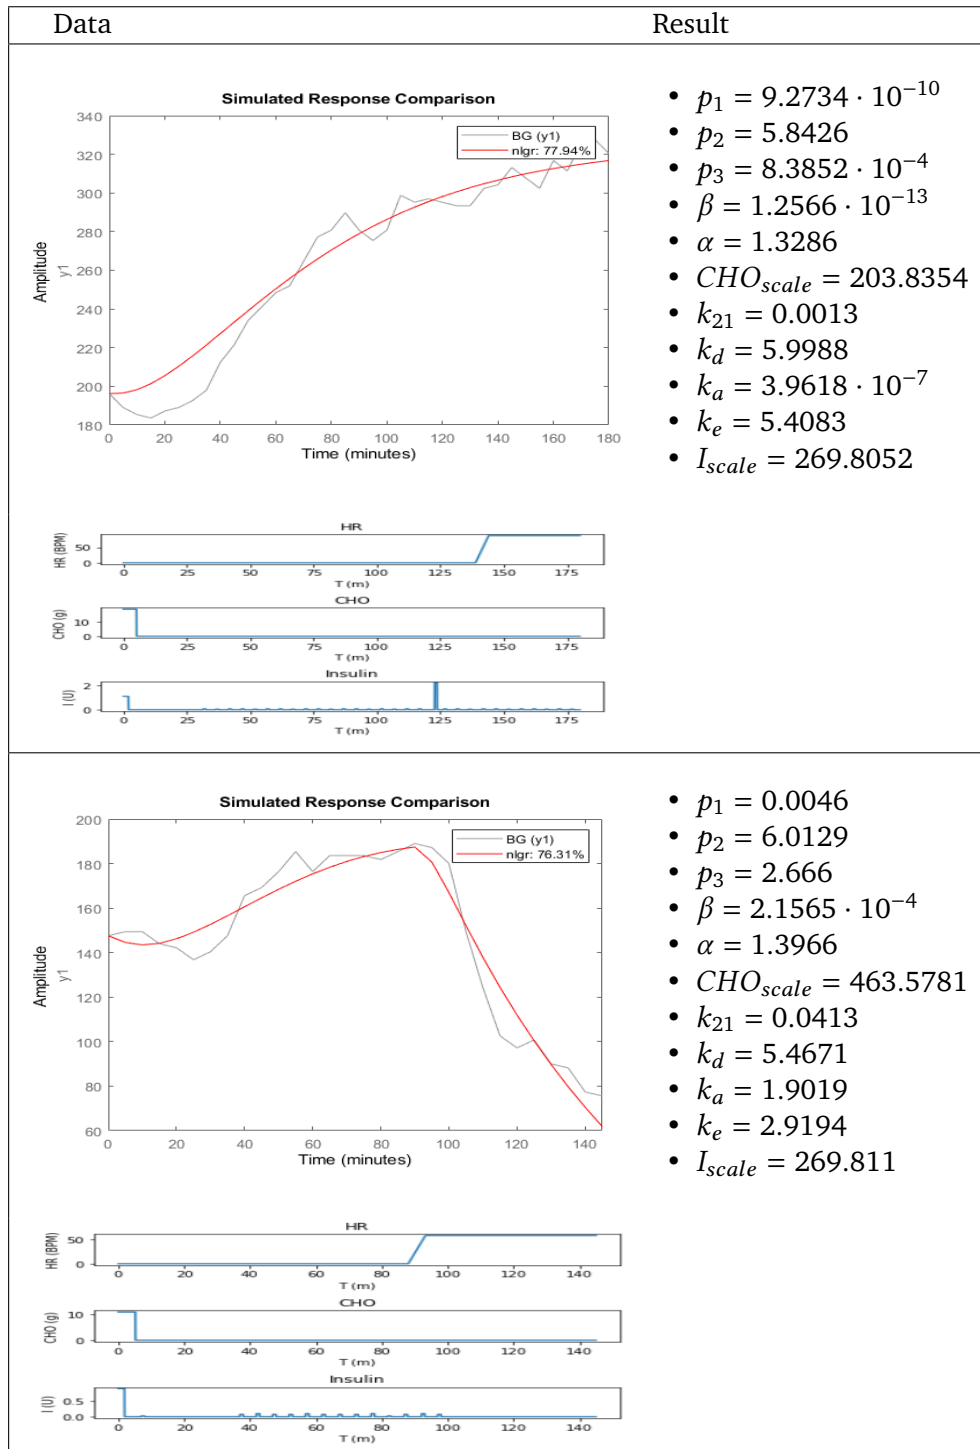 Data Result
Simulated Response Comparison
340
320
300
280
260
240
220
200
180
Amplitude
y1
BG (y1)
nlgr: 77.94%
0 20 40 60 80 100 120 140 160 180
Time (minutes)
• p₁ = 9.2734 · 10⁻¹⁰
• p₂ = 5.8426
• p₃ = 8.3852 · 10⁻⁴
• β = 1.2566 · 10⁻¹³
• α = 1.3286
• CHO_scale = 203.8354
• k₂₁ = 0.0013
• k_d = 5.9988
• k_a = 3.9618 · 10⁻⁷
• k_e = 5.4083
• I_scale = 269.8052
HR
HR (BPM)
50
0
0 25 50 75 100 125 150 175
T (m)
CHO
CHO (g)
10
0
0 25 50 75 100 125 150 175
T (m)
Insulin
I (U)
2
0
0 25 50 75 100 125 150 175
T (m)
Simulated Response Comparison
200
180
160
140
120
100
80
60
Amplitude
y1
BG (y1)
nlgr: 76.31%
0 20 40 60 80 100 120 140
Time (minutes)
• p₁ = 0.0046
• p₂ = 6.0129
• p₃ = 2.666
• β = 2.1565 · 10⁻⁴
• α = 1.3966
• CHO_scale = 463.5781
• k₂₁ = 0.0413
• k_d = 5.4671
• k_a = 1.9019
• k_e = 2.9194
• I_scale = 269.811
HR
HR (BPM)
50
0
0 20 40 60 80 100 120 140
T (m)
CHO
CHO (g)
10
0
0 20 40 60 80 100 120 140
T (m)
Insulin
I (U)
0.5
0.0
0 20 40 60 80 100 120 140
T (m)